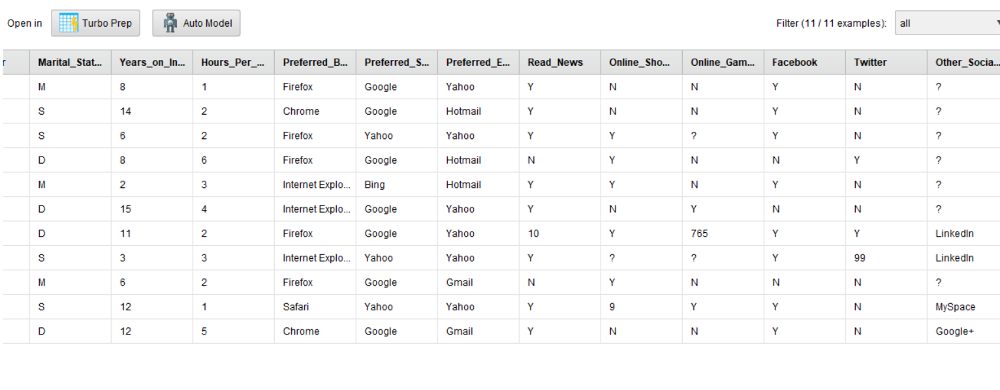 Open in Turbo Prep Auto Model Filter (11 / 11 examples): all
r Marital_Stat... Years_on_In... Hours_Per_... Preferred_B... Preferred_S... Preferred_E... Read_News Online_Sho... Online_Gam... Facebook Twitter Other_Socia...
M 8 1 Firefox Google Yahoo Y N N Y N ?
S 14 2 Chrome Google Hotmail Y N N Y N ?
S 6 2 Firefox Yahoo Yahoo Y Y ? Y N ?
D 8 6 Firefox Google Hotmail N Y N N Y ?
M 2 3 Internet Explo... Bing Hotmail Y Y N Y N ?
D 15 4 Internet Explo... Google Yahoo Y N Y N N ?
D 11 2 Firefox Google Yahoo 10 Y 765 Y Y LinkedIn
S 3 3 Internet Explo... Yahoo Yahoo Y ? ? Y 99 LinkedIn
M 6 2 Firefox Google Gmail N Y N N N ?
S 12 1 Safari Yahoo Yahoo Y 9 Y Y N MySpace
D 12 5 Chrome Google Gmail Y N N Y N Google+